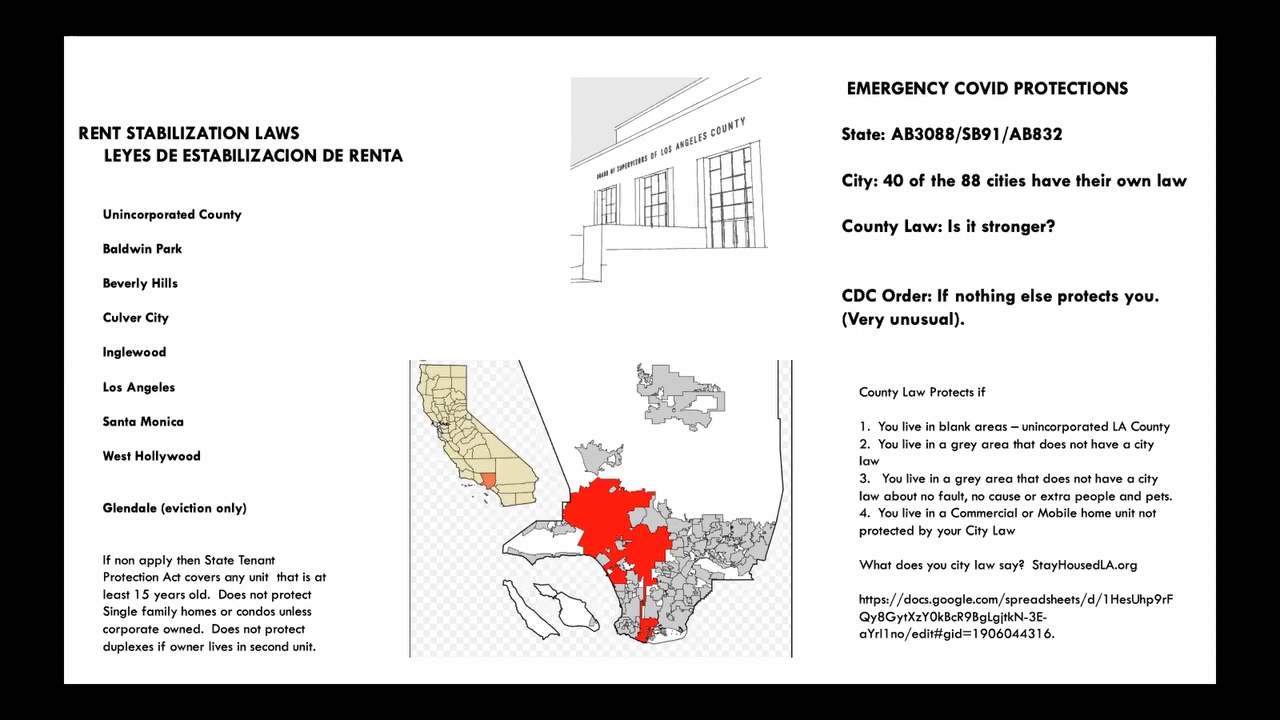 RENT STABILIZATION LAWS
LEYES DE ESTABILIZACION DE RENTA
Unincorporated County
Baldwin Park
Beverly Hills
Culver City
Inglewood
Los Angeles
Santa Monica
West Hollywood
Glendale (eviction only)
If non apply then State Tenant
Protection Act covers any unit that is at
least 15 years old. Does not protect
Single family homes or condos unless
corporate owned. Does not protect
duplexes if owner lives in second unit.
BOARD OF SUPERVISORS OF LOS ANGELES COUNTY
EMERGENCY COVID PROTECTIONS
State: AB3088/SB91/AB832
City: 40 of the 88 cities have their own law
County Law: Is it stronger?
CDC Order: If nothing else protects you.
(Very unusual).
County Law Protects if
1. You live in blank areas – unincorporated LA County
2. You live in a grey area that does not have a city
law
3. You live in a grey area that does not have a city
law about no fault, no cause or extra people and pets.
4. You live in a Commercial or Mobile home unit not
protected by your City Law
What does you city law say? StayHousedLA.org
https://docs.google.com/spreadsheets/d/1HesUhp9rF
Qy8GytXzY0kBcR9BgLgjtkN-3E-
aYrl1no/edit#gid=1906044316.